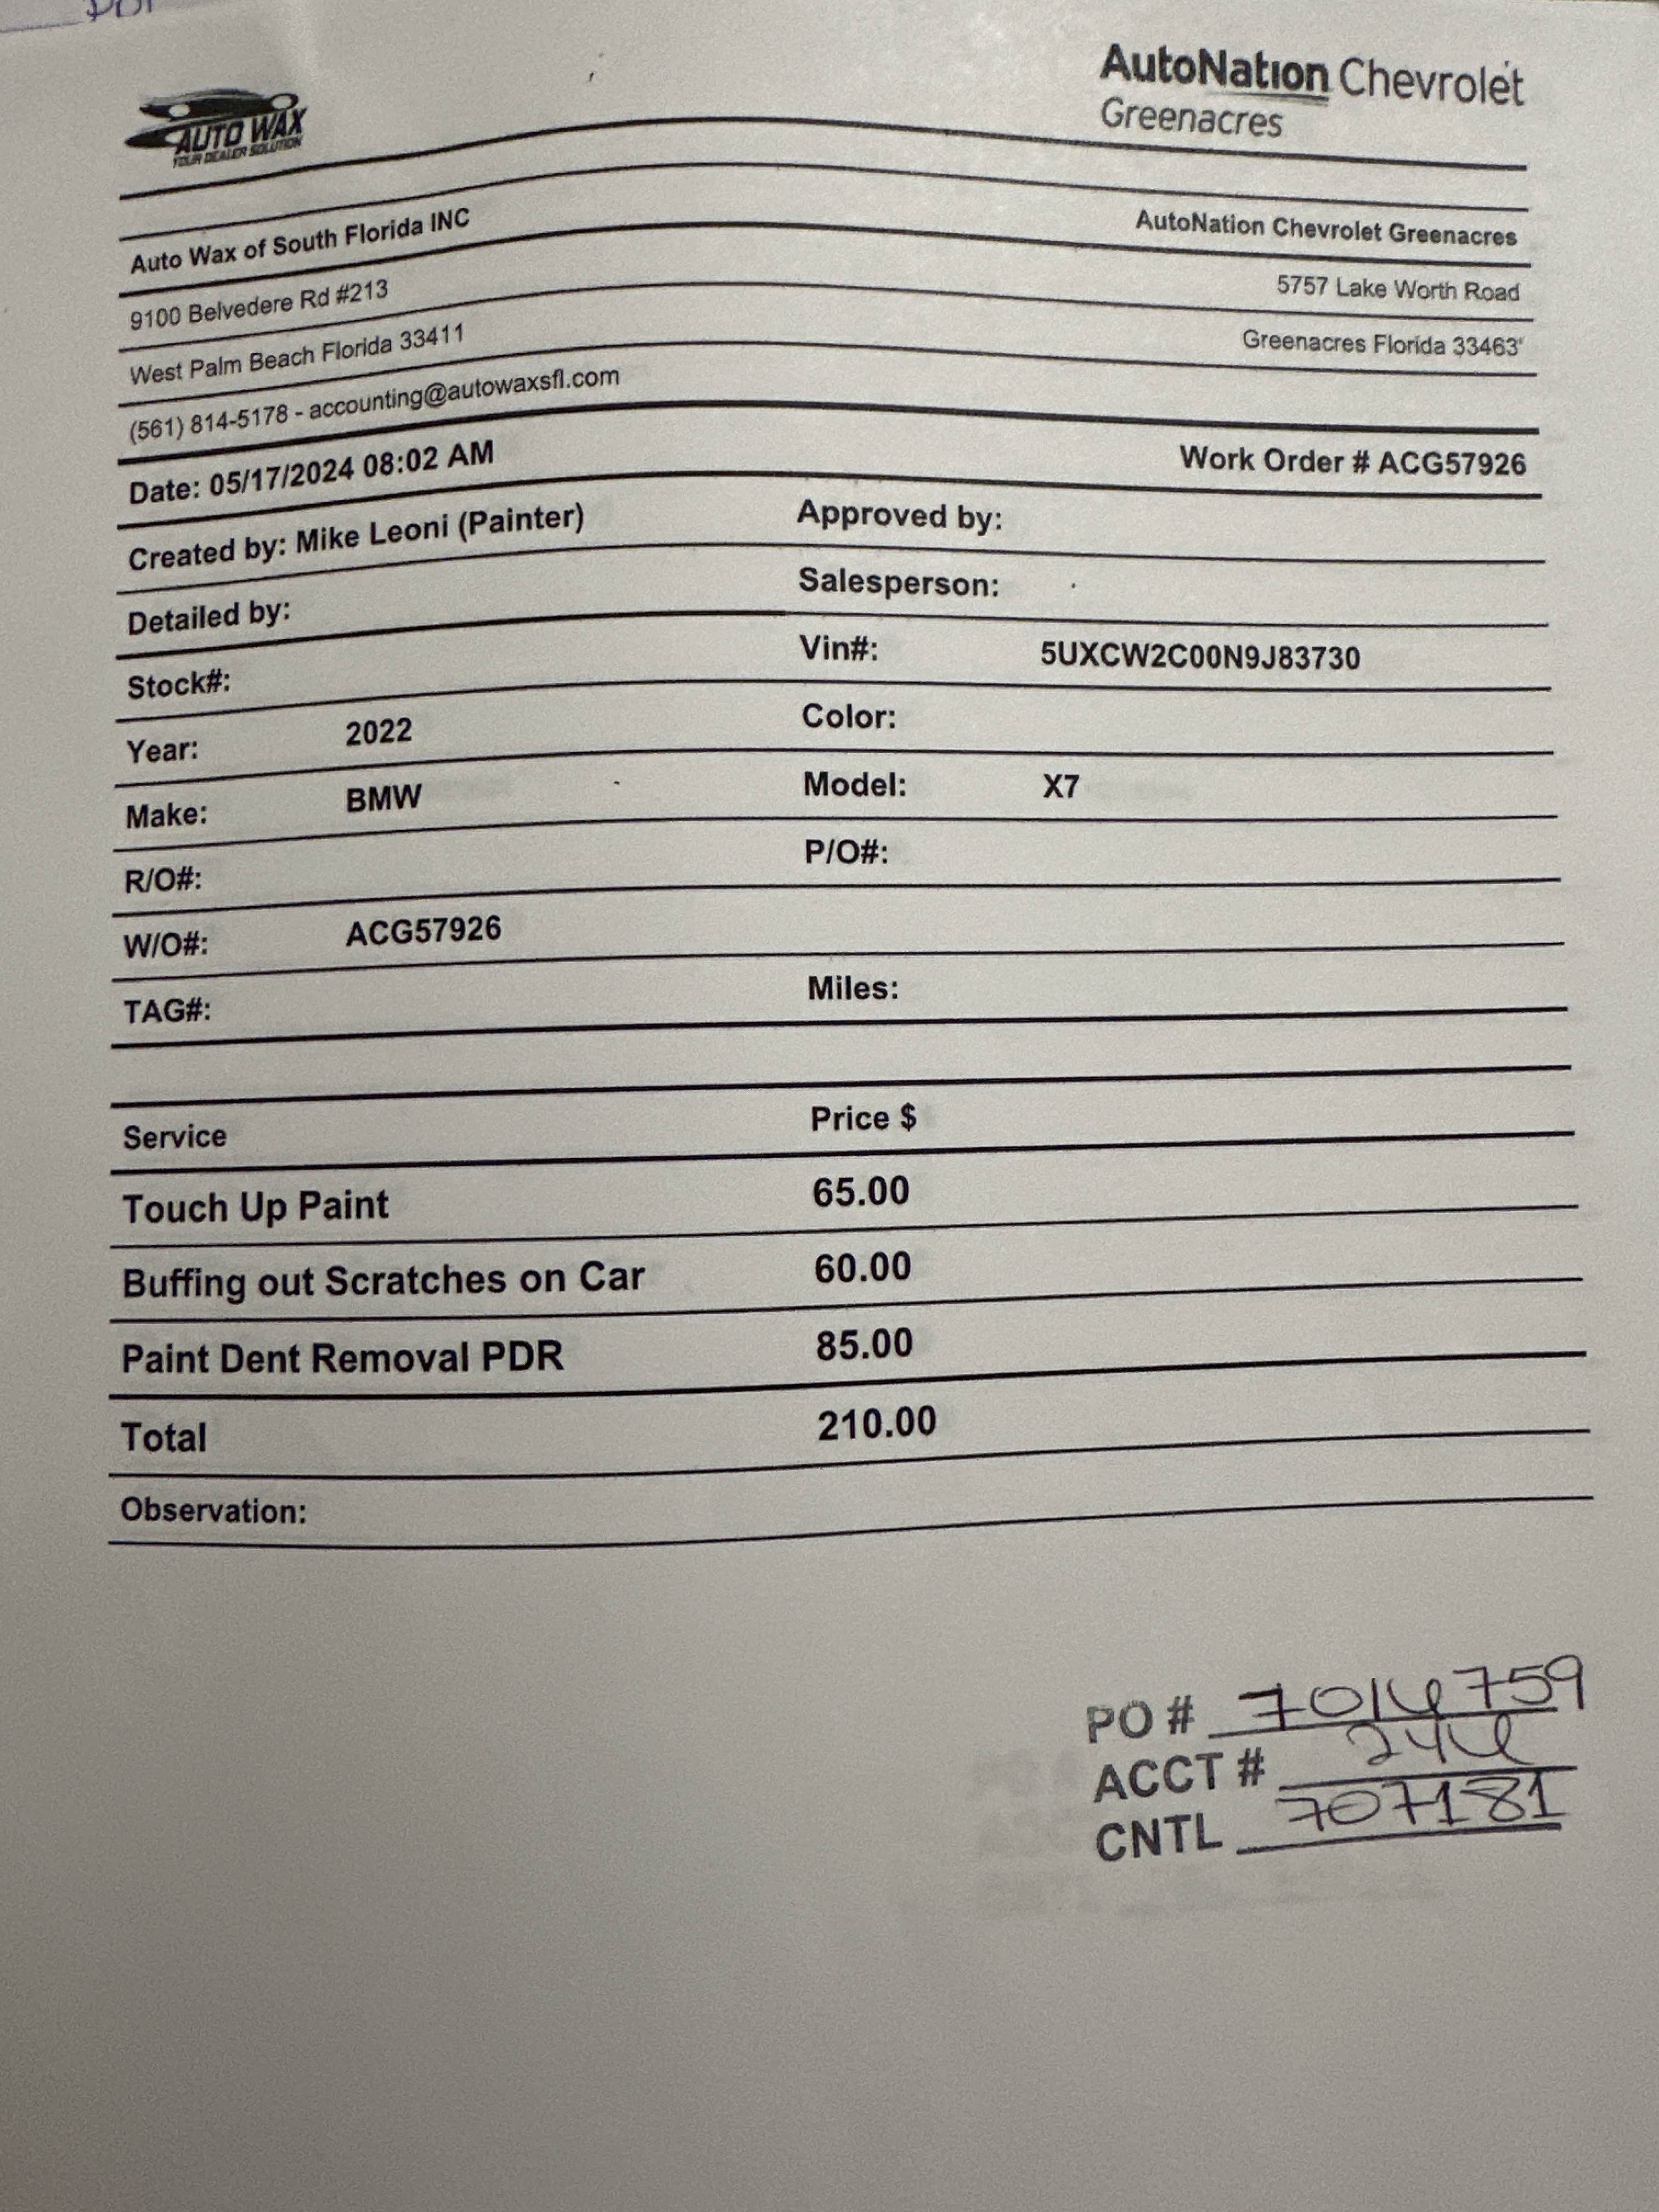 AUTO WAX
YOUR DEALER SOLUTION
AutoNation Chevrolet
Greenacres
Auto Wax of South Florida INC
AutoNation Chevrolet Greenacres
9100 Belvedere Rd #213
5757 Lake Worth Road
West Palm Beach Florida 33411
Greenacres Florida 33463
(561) 814-5178 - accounting@autowaxsfl.com
Date: 05/17/2024 08:02 AM
Work Order # ACG57926
Created by: Mike Leoni (Painter)
Approved by:
Detailed by:
Salesperson:
Stock#:
Vin#: 5UXCW2C00N9J83730
Year: 2022
Color:
Make: BMW
Model: X7
R/O#:
P/O#:
W/O#: ACG57926
TAG#:
Miles:
Service Price $
Touch Up Paint 65.00
Buffing out Scratches on Car 60.00
Paint Dent Removal PDR 85.00
Total 210.00
Observation:
PO #
ACCT #
CNTL 707181